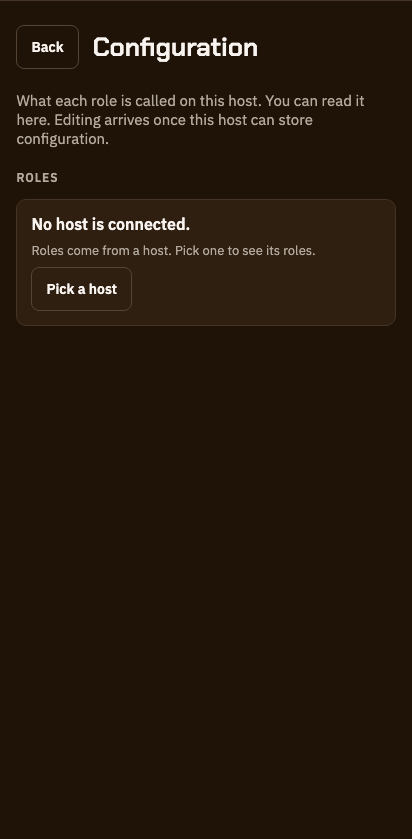 Back
Configuration
What each role is called on this host. You can read it
here. Editing arrives once this host can store
configuration.
ROLES
No host is connected.
Roles come from a host. Pick one to see its roles.
Pick a host